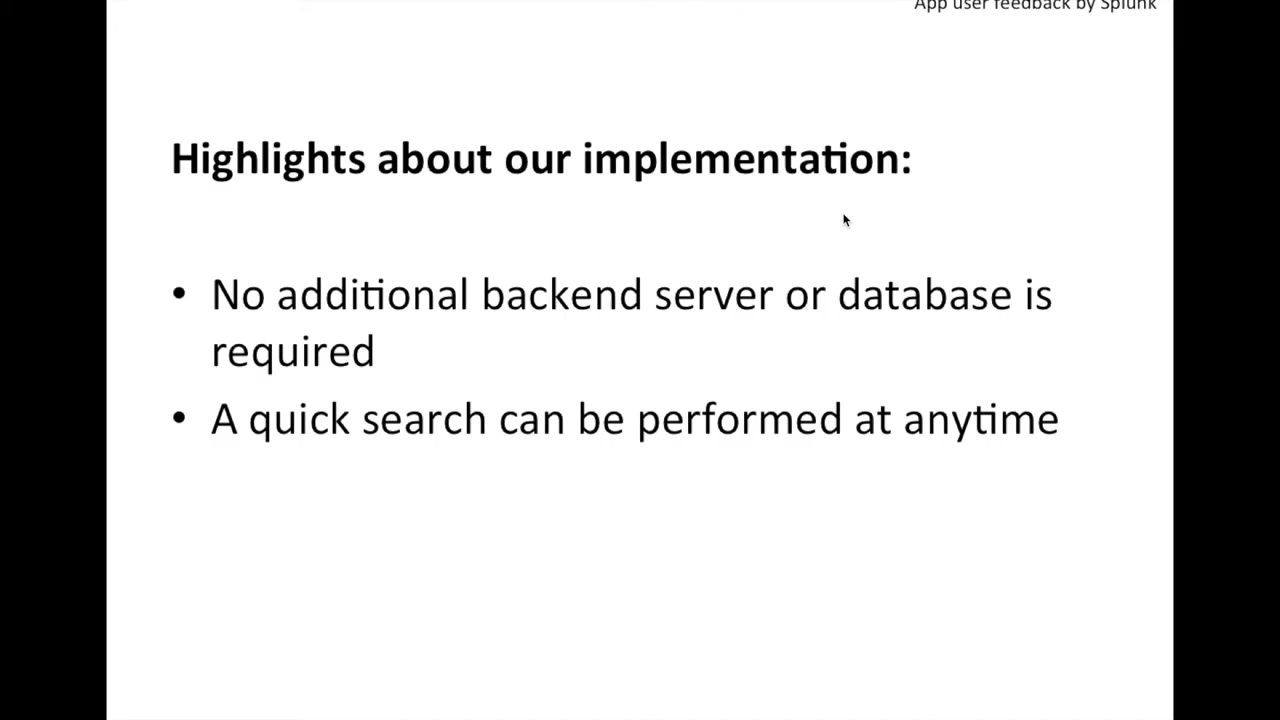 App user feedback by Splunk
Highlights about our implementation:
• No additional backend server or database is
required
• A quick search can be performed at anytime